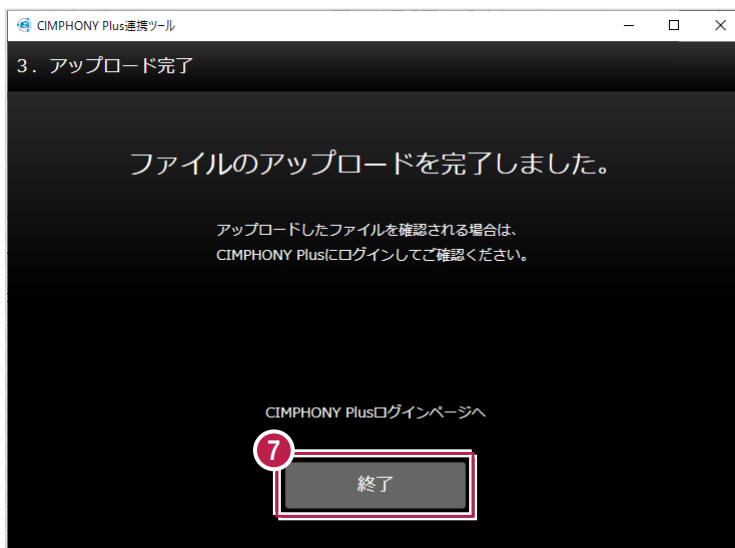 CIMPHONY Plus連携ツール
3．アップロード完了
ファイルのアップロードを完了しました。
アップロードしたファイルを確認される場合は、
CIMPHONY Plusにログインしてご確認ください。
CIMPHONY Plusログインページへ
7
終了